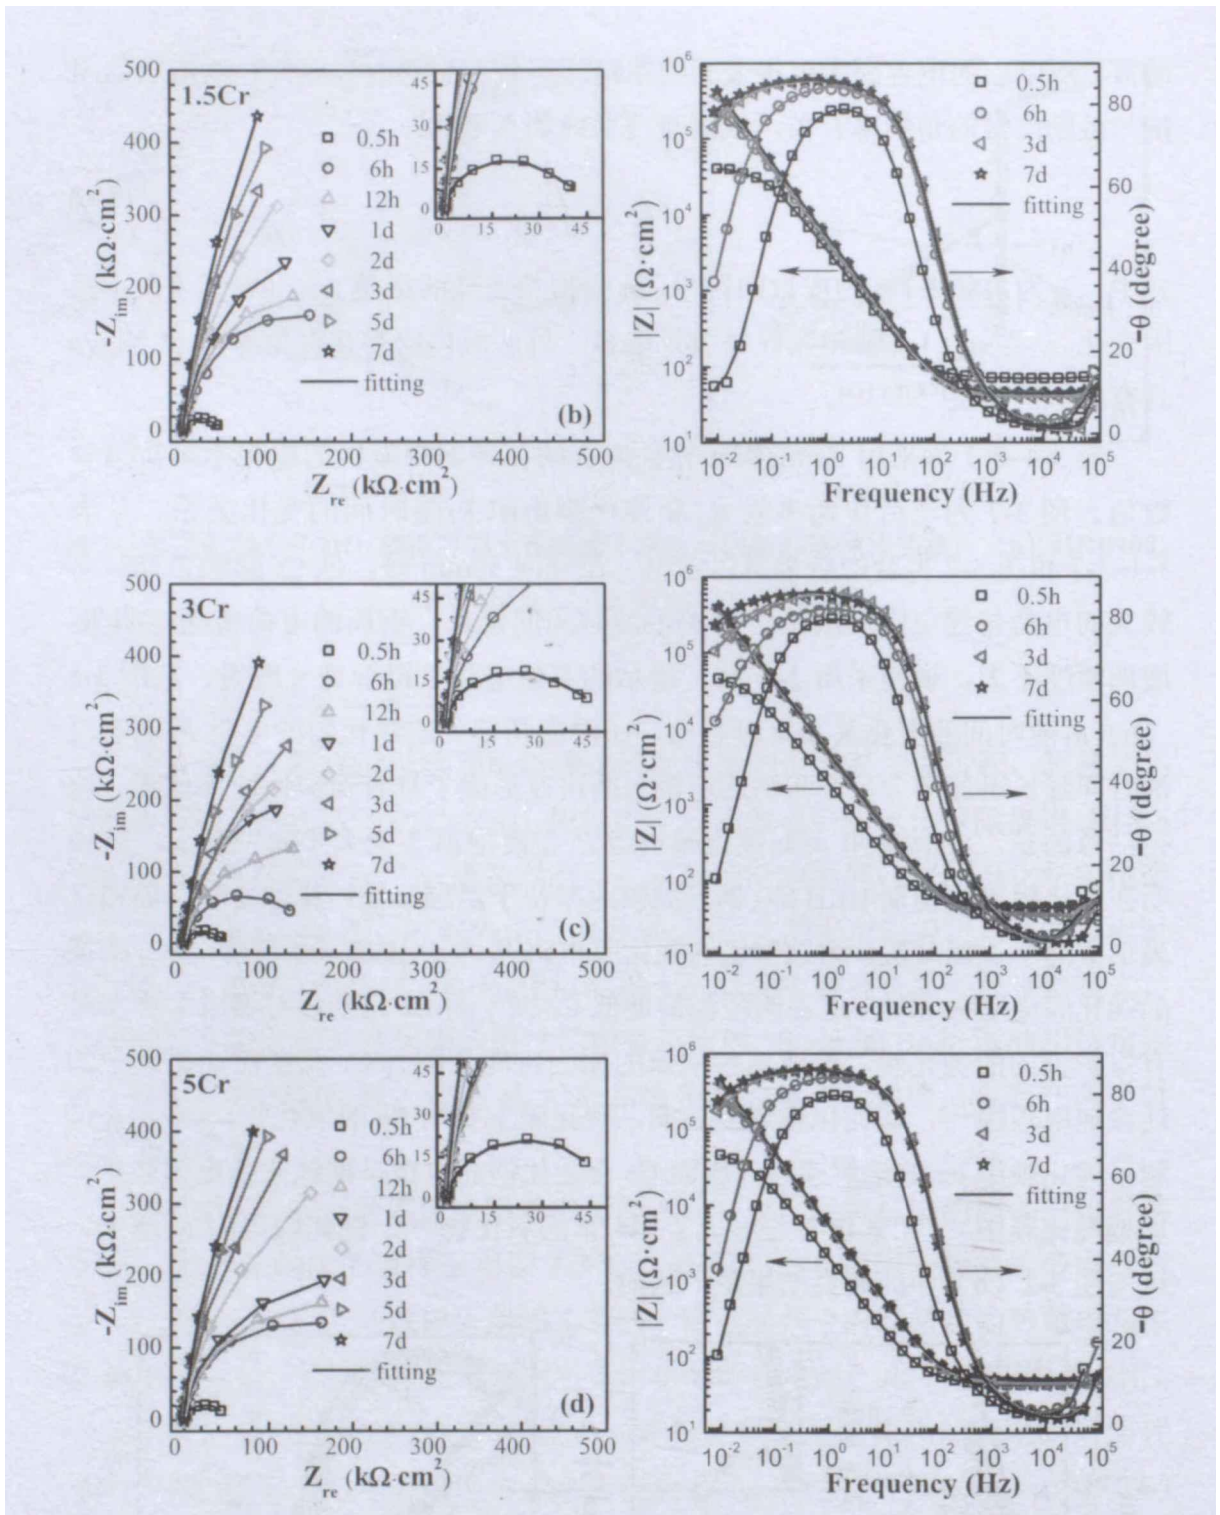 1.5Cr
500
400
300
200
100
0
-Z_im (kΩ·cm²)
0 100 200 300 400 500
Z_re (kΩ·cm²)
0.5h
6h
12h
1d
2d
3d
5d
7d
fitting
(b)
45
30
15
0
0 15 30 45
10⁶
10⁵
10⁴
10³
10²
10¹
|Z| (Ω·cm²)
10⁻² 10⁻¹ 10⁰ 10¹ 10² 10³ 10⁴ 10⁵
Frequency (Hz)
0.5h
6h
3d
7d
fitting
80
60
40
20
0
-θ (degree)
3Cr
500
400
300
200
100
0
-Z_im (kΩ·cm²)
0 100 200 300 400 500
Z_re (kΩ·cm²)
0.5h
6h
12h
1d
2d
3d
5d
7d
fitting
(c)
45
30
15
0
0 15 30 45
10⁶
10⁵
10⁴
10³
10²
10¹
|Z| (Ω·cm²)
10⁻² 10⁻¹ 10⁰ 10¹ 10² 10³ 10⁴ 10⁵
Frequency (Hz)
0.5h
6h
3d
7d
fitting
80
60
40
20
0
-θ (degree)
5Cr
500
400
300
200
100
0
-Z_im (kΩ·cm²)
0 100 200 300 400 500
Z_re (kΩ·cm²)
0.5h
6h
12h
1d
2d
3d
5d
7d
fitting
(d)
45
30
15
0
0 15 30 45
10⁶
10⁵
10⁴
10³
10²
10¹
|Z| (Ω·cm²)
10⁻² 10⁻¹ 10⁰ 10¹ 10² 10³ 10⁴ 10⁵
Frequency (Hz)
0.5h
6h
3d
7d
fitting
80
60
40
20
0
-θ (degree)